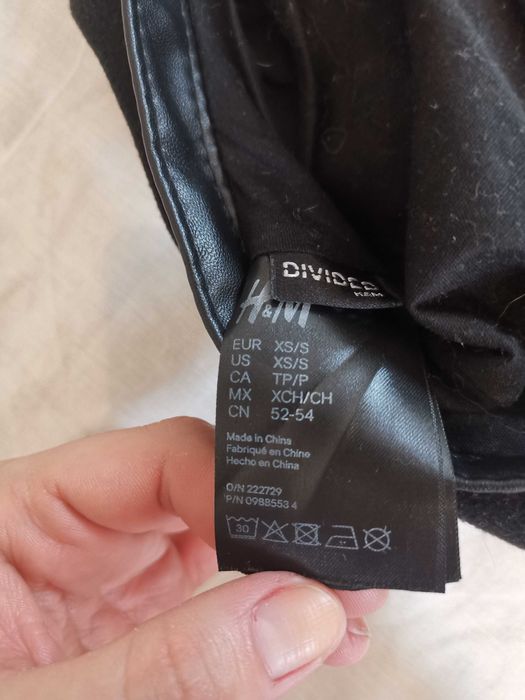 DIVIDED
H&M
H&M
EUR XS/S
US XS/S
CA TP/P
MX XCH/CH
CN 52-54
Made in China
Fabriqué en Chine
Hecho en China
O/N 222729
P/N 0988553 4
30